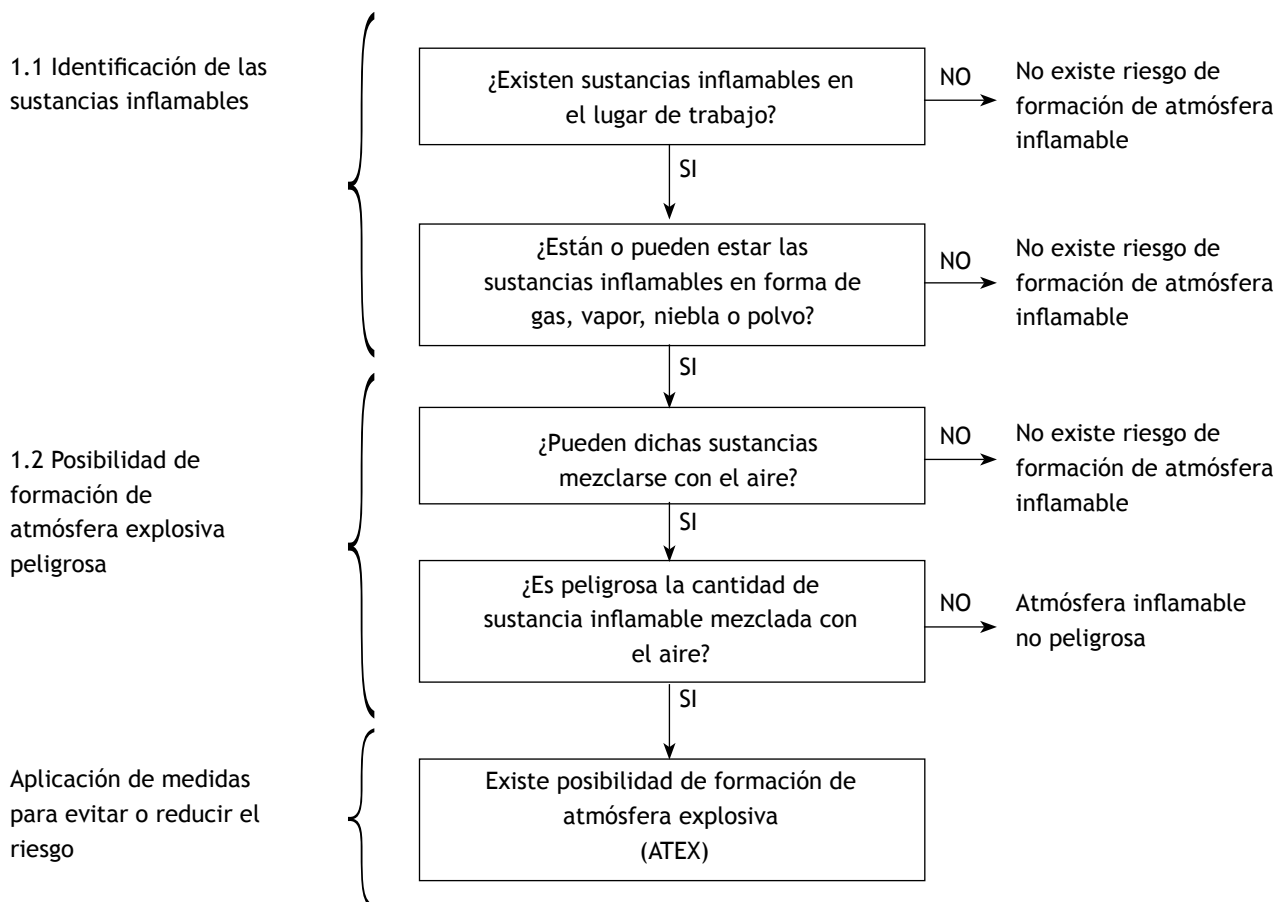 1.1 Identificación de las
sustancias inflamables
¿Existen sustancias inflamables en
el lugar de trabajo?
NO
No existe riesgo de
formación de atmósfera
inflamable
SI
¿Están o pueden estar las
sustancias inflamables en forma de
gas, vapor, niebla o polvo?
NO
No existe riesgo de
formación de atmósfera
inflamable
SI
1.2 Posibilidad de
formación de
atmósfera explosiva
peligrosa
¿Pueden dichas sustancias
mezclarse con el aire?
NO
No existe riesgo de
formación de atmósfera
inflamable
SI
¿Es peligrosa la cantidad de
sustancia inflamable mezclada con
el aire?
NO
Atmósfera inflamable
no peligrosa
SI
Aplicación de medidas
para evitar o reducir el
riesgo
Existe posibilidad de formación de
atmósfera explosiva
(ATEX)